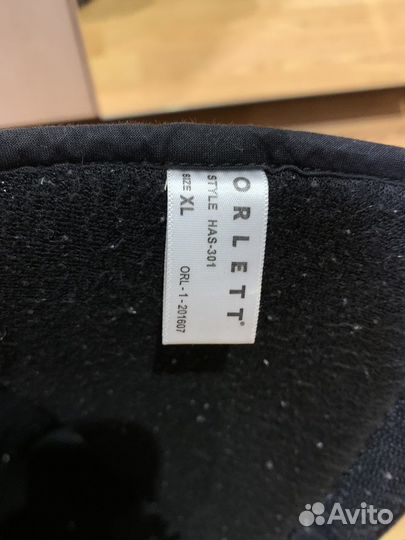 ORLETT®
STYLE HAS-301
SIZE XL
ORL-1-201607
Avito